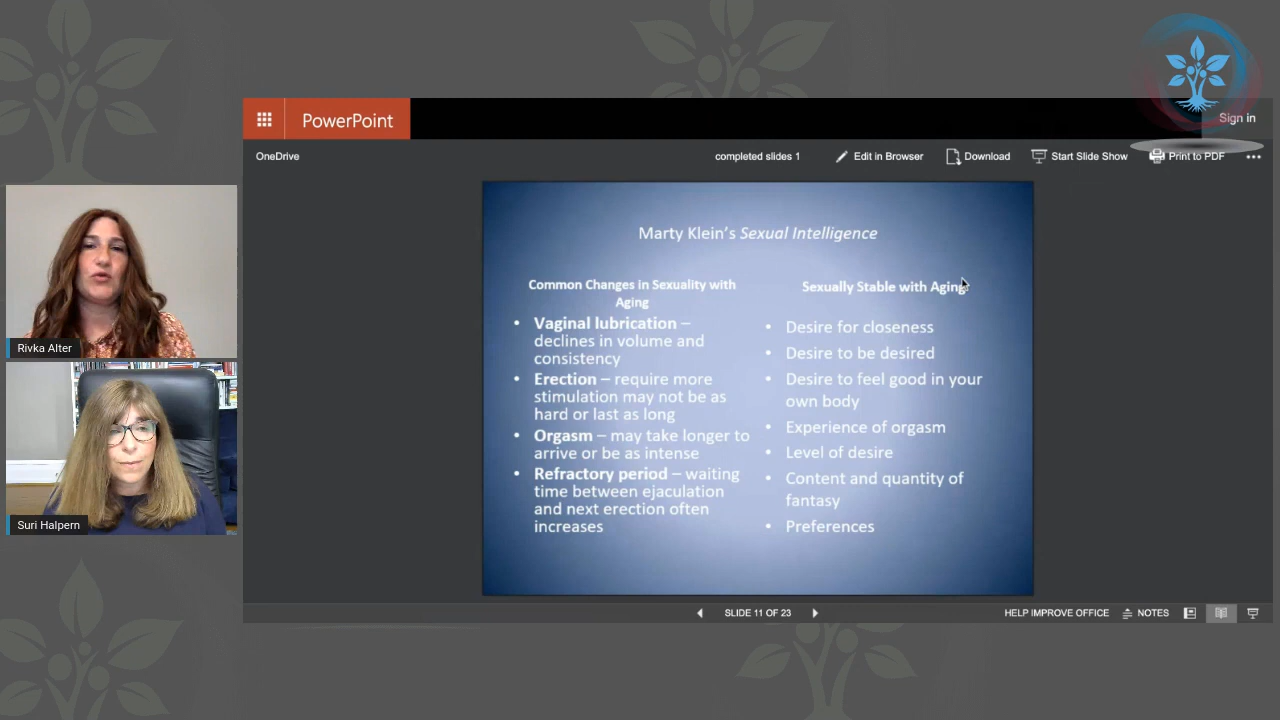 PowerPoint
Sign in
OneDrive
completed slides 1
Edit in Browser
Download
Start Slide Show
Print to PDF
Marty Klein's Sexual Intelligence
Common Changes in Sexuality with
Aging
• Vaginal lubrication –
declines in volume and
consistency
• Erection – require more
stimulation may not be as
hard or last as long
• Orgasm – may take longer to
arrive or be as intense
• Refractory period – waiting
time between ejaculation
and next erection often
increases
Sexually Stable with Aging
• Desire for closeness
• Desire to be desired
• Desire to feel good in your
own body
• Experience of orgasm
• Level of desire
• Content and quantity of
fantasy
• Preferences
Rivka Alter
Suri Halpern
SLIDE 11 OF 23
HELP IMPROVE OFFICE
NOTES